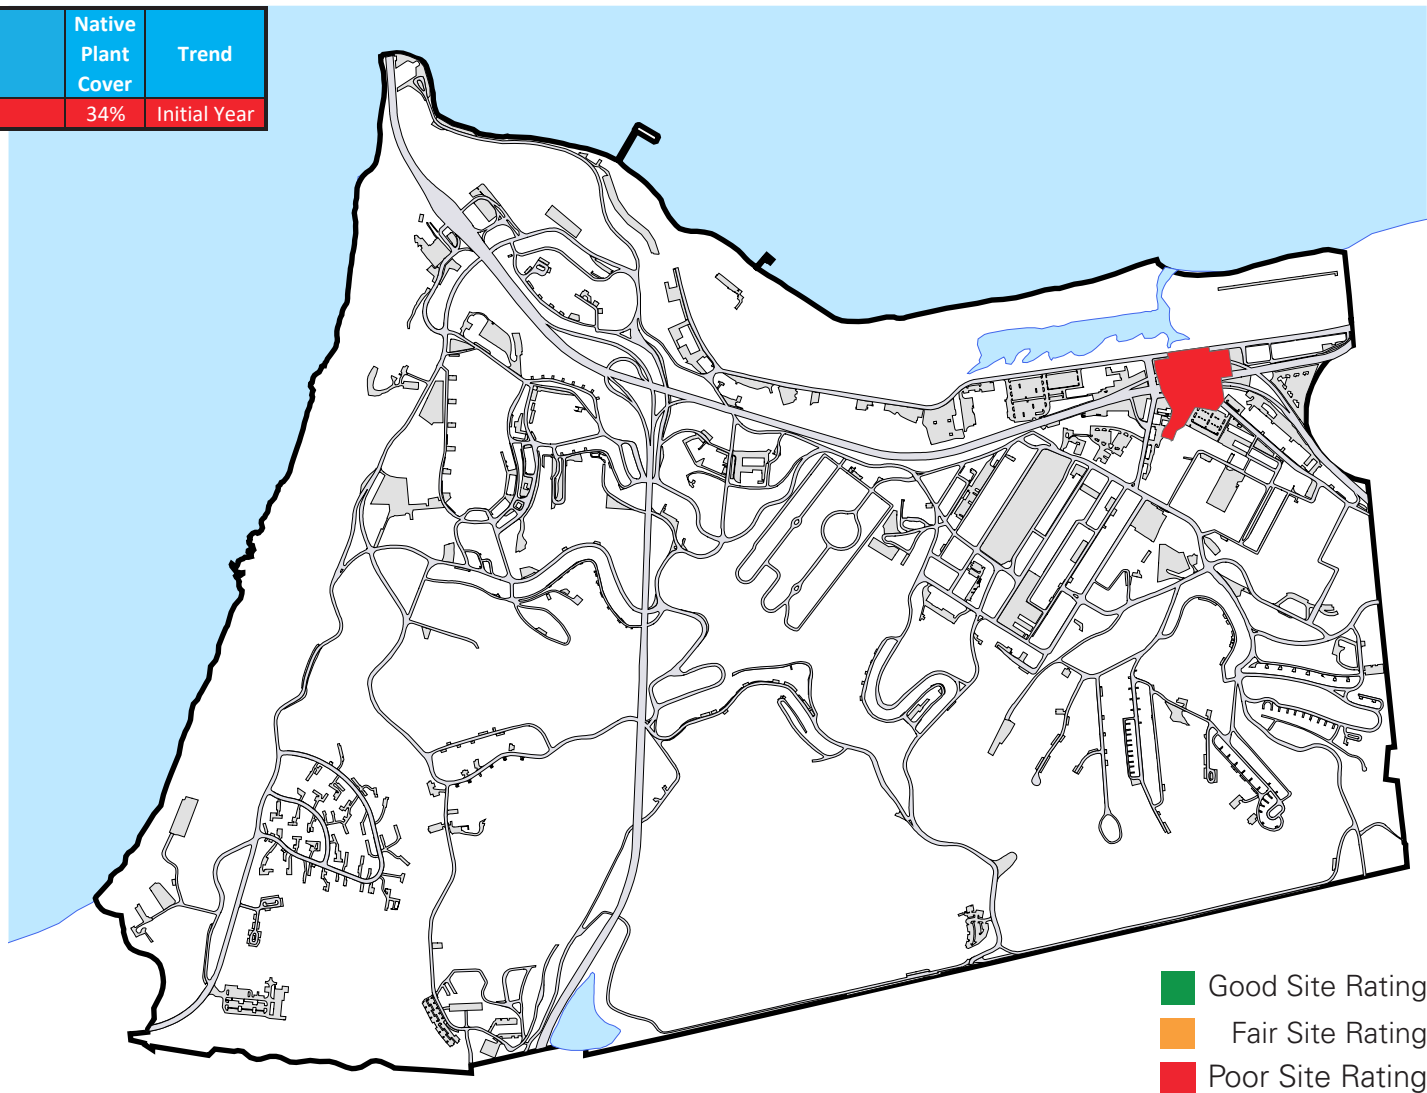 Native
Plant
Cover
Trend
34%
Initial Year
Good Site Rating
Fair Site Rating
Poor Site Rating